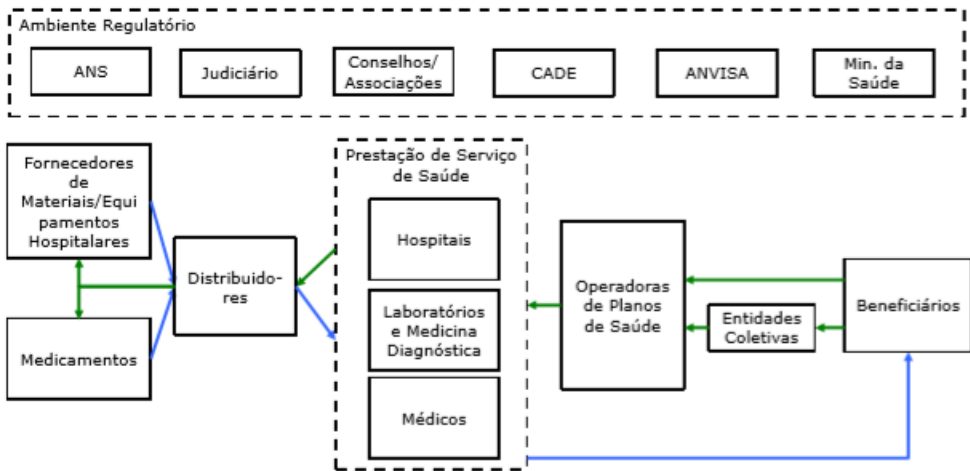 Ambiente Regulatório
ANS
Judiciário
Conselhos/
Associações
CADE
ANVISA
Min. da
Saúde
Fornecedores
de
Materiais/Equi
pamentos
Hospitalares
Medicamentos
Distribuido-
res
Prestação de Serviço
de Saúde
Hospitais
Laboratórios
e Medicina
Diagnóstica
Médicos
Operadoras
de Planos
de Saúde
Entidades
Coletivas
Beneficiários